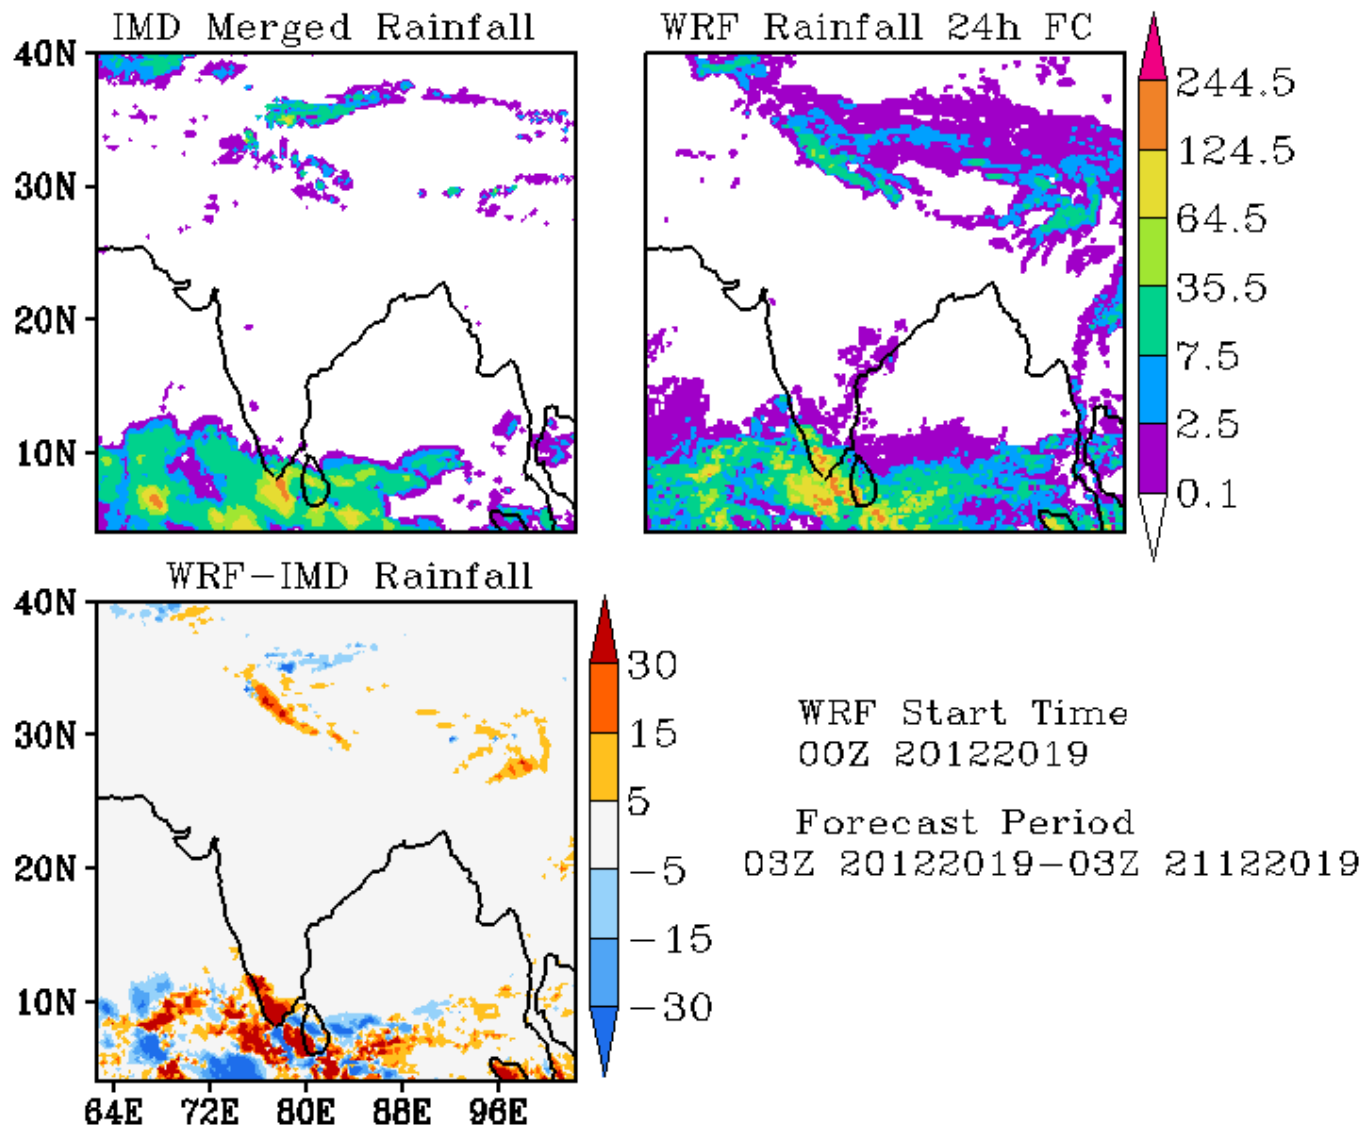 IMD Merged Rainfall
WRF Rainfall 24h FC
40N
30N
20N
10N
244.5
124.5
64.5
35.5
7.5
2.5
0.1
WRF-IMD Rainfall
40N
30N
20N
10N
64E 72E 80E 88E 96E
30
15
5
-5
-15
-30
WRF Start Time
00Z 20122019
Forecast Period
03Z 20122019-03Z 21122019